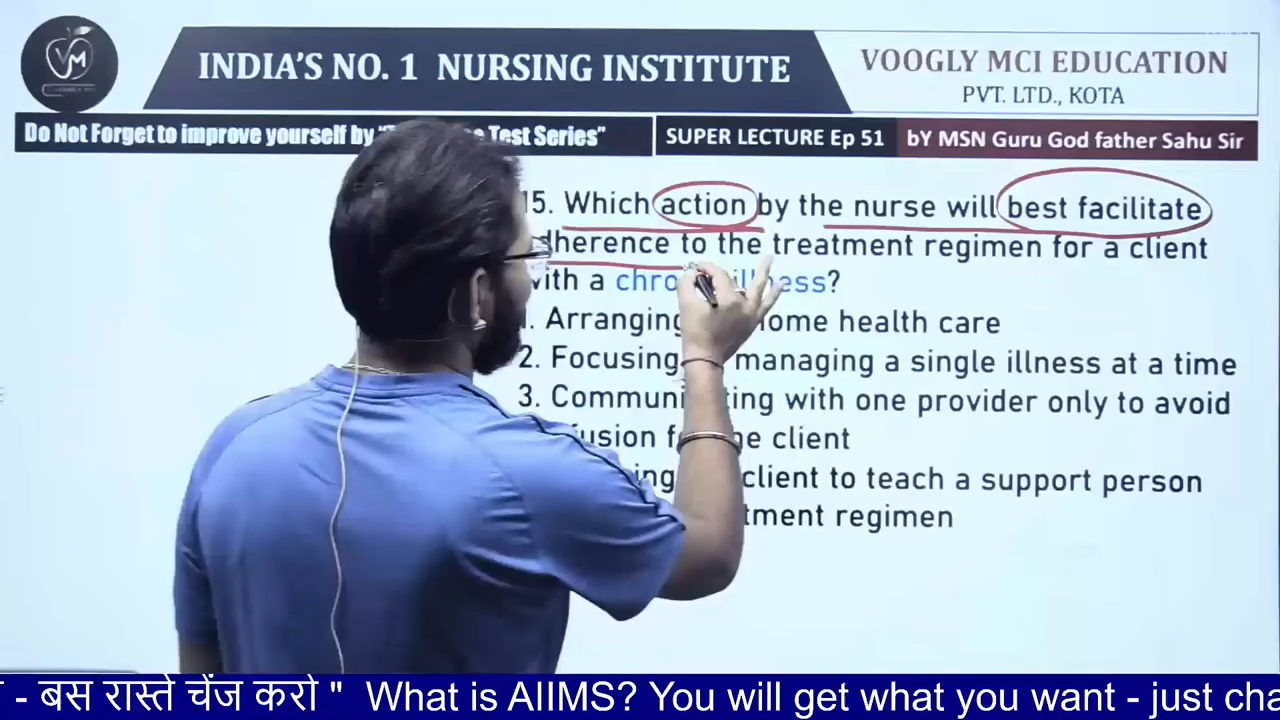 VM
INDIA'S NO. 1 NURSING INSTITUTE
VOOGLY MCI EDUCATION
PVT. LTD., KOTA
Do Not Forget to improve yourself by Test Series"
SUPER LECTURE Ep 51
bY MSN Guru God father Sahu Sir
15. Which action by the nurse will best facilitate
dherence to the treatment regimen for a client
with a chro ess?
1. Arranging ome health care
2. Focusing managing a single illness at a time
3. Communi ting with one provider only to avoid
fusion f e client
ing client to teach a support person
tment regimen
- बस रास्ते चेंज करो " What is AIIMS? You will get what you want - just cha